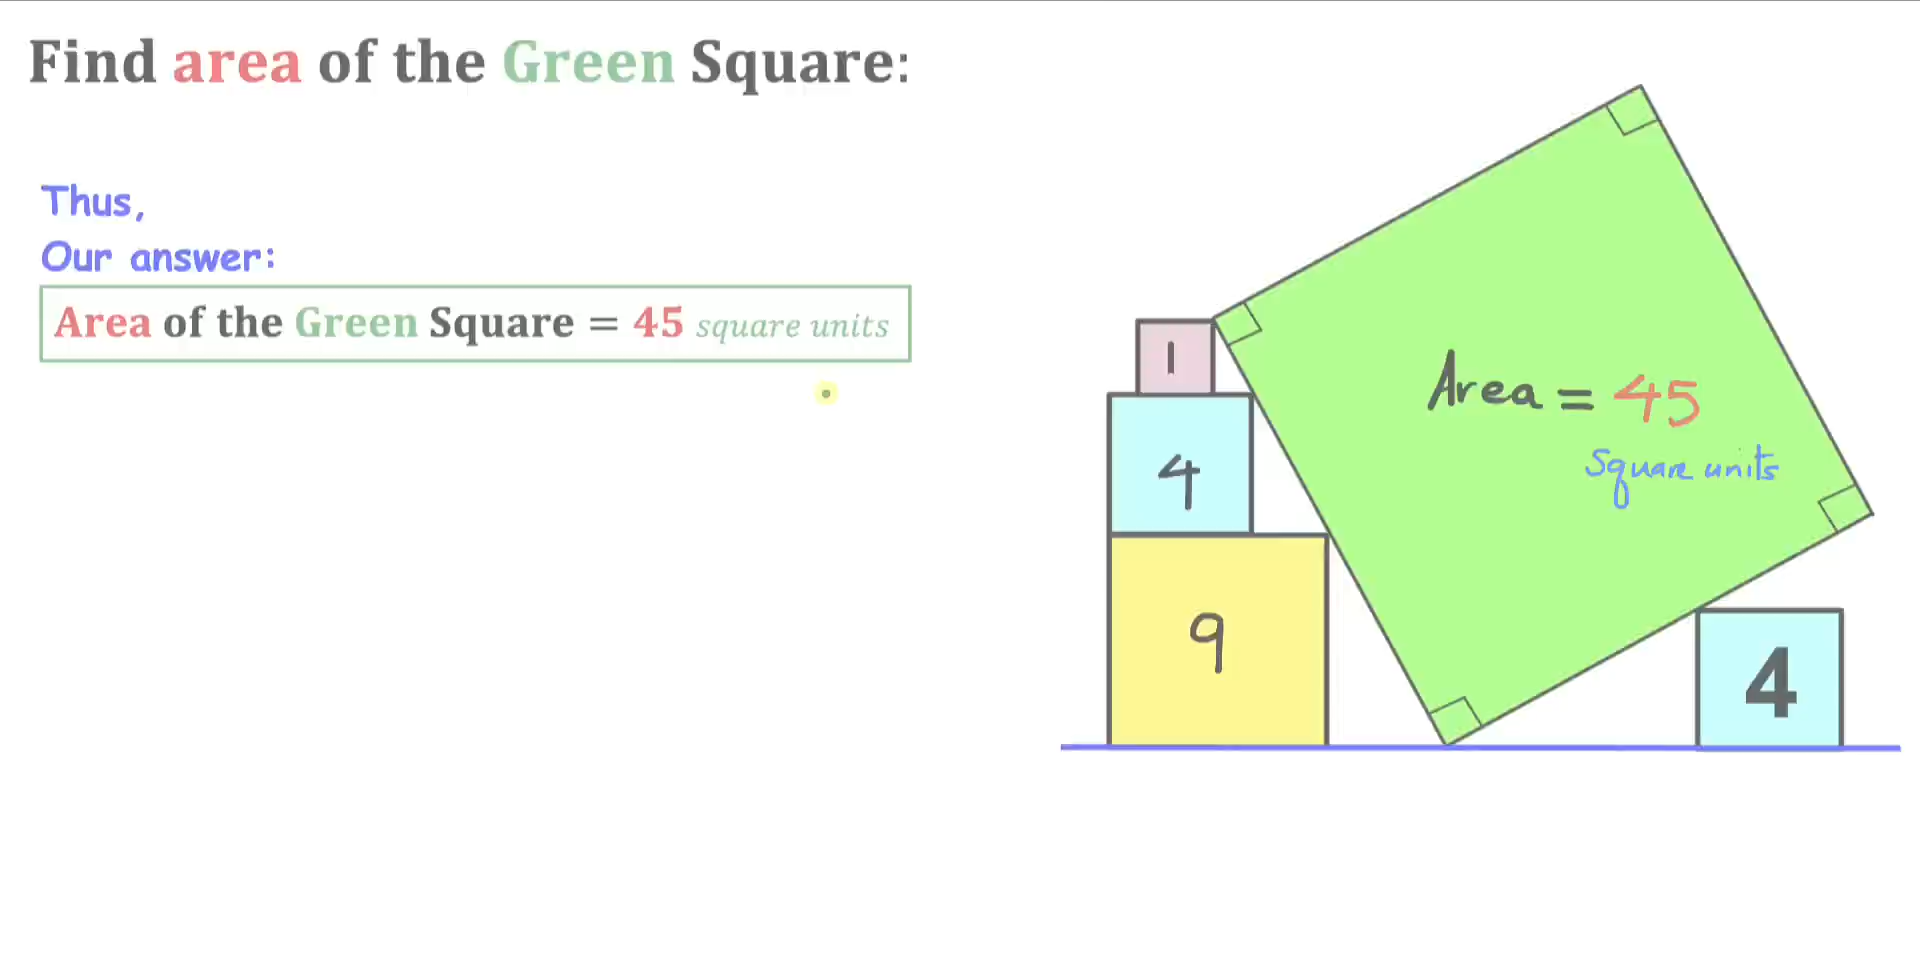 Find area of the Green Square:
Thus,
Our answer:
Area of the Green Square = 45 square units
1
4
9
Area = 45
Square units
4